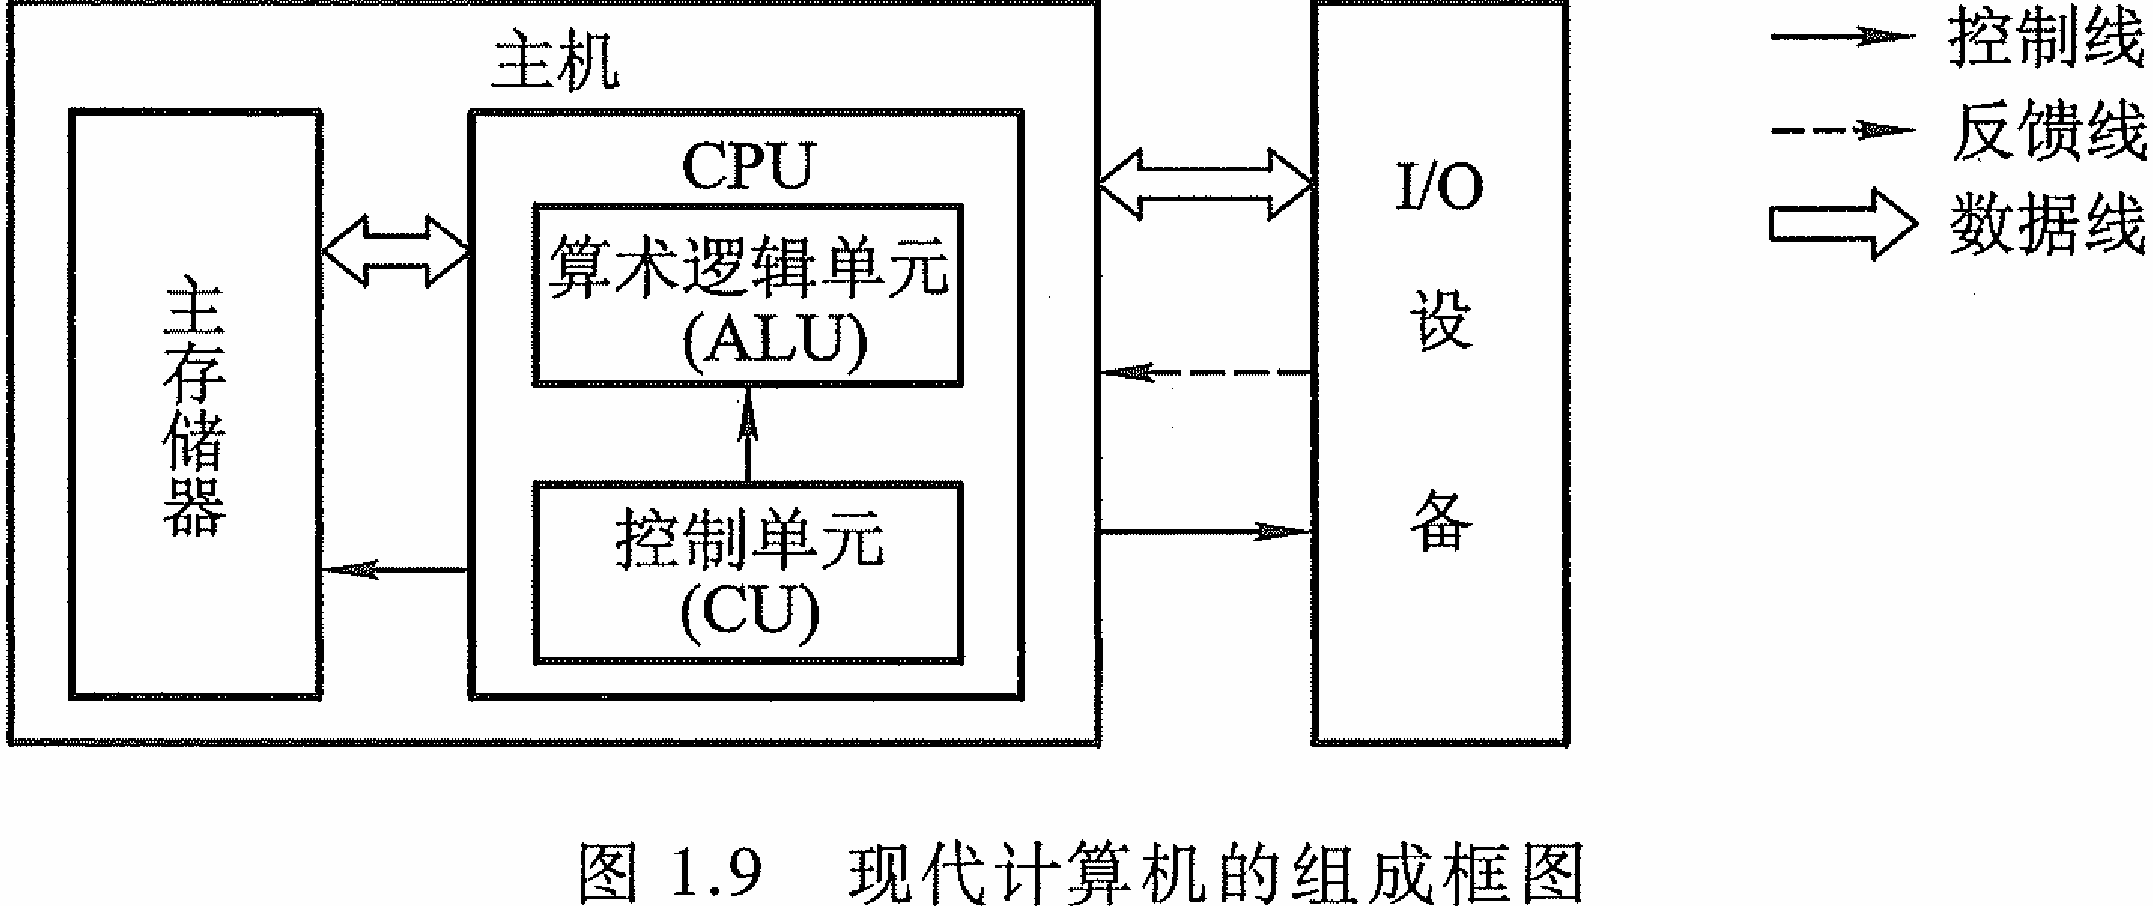 主机
主存储器
CPU
算术逻辑单元
(ALU)
控制单元
(CU)
I/O
设
备
控制线
反馈线
数据线
图 1.9 现代计算机的组成框图